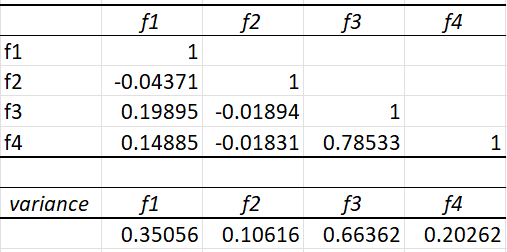 f1 f2 f3 f4
f1 1
f2 -0.04371 1
f3 0.19895 -0.01894 1
f4 0.14885 -0.01831 0.78533 1
variance f1 f2 f3 f4
0.35056 0.10616 0.66362 0.20262